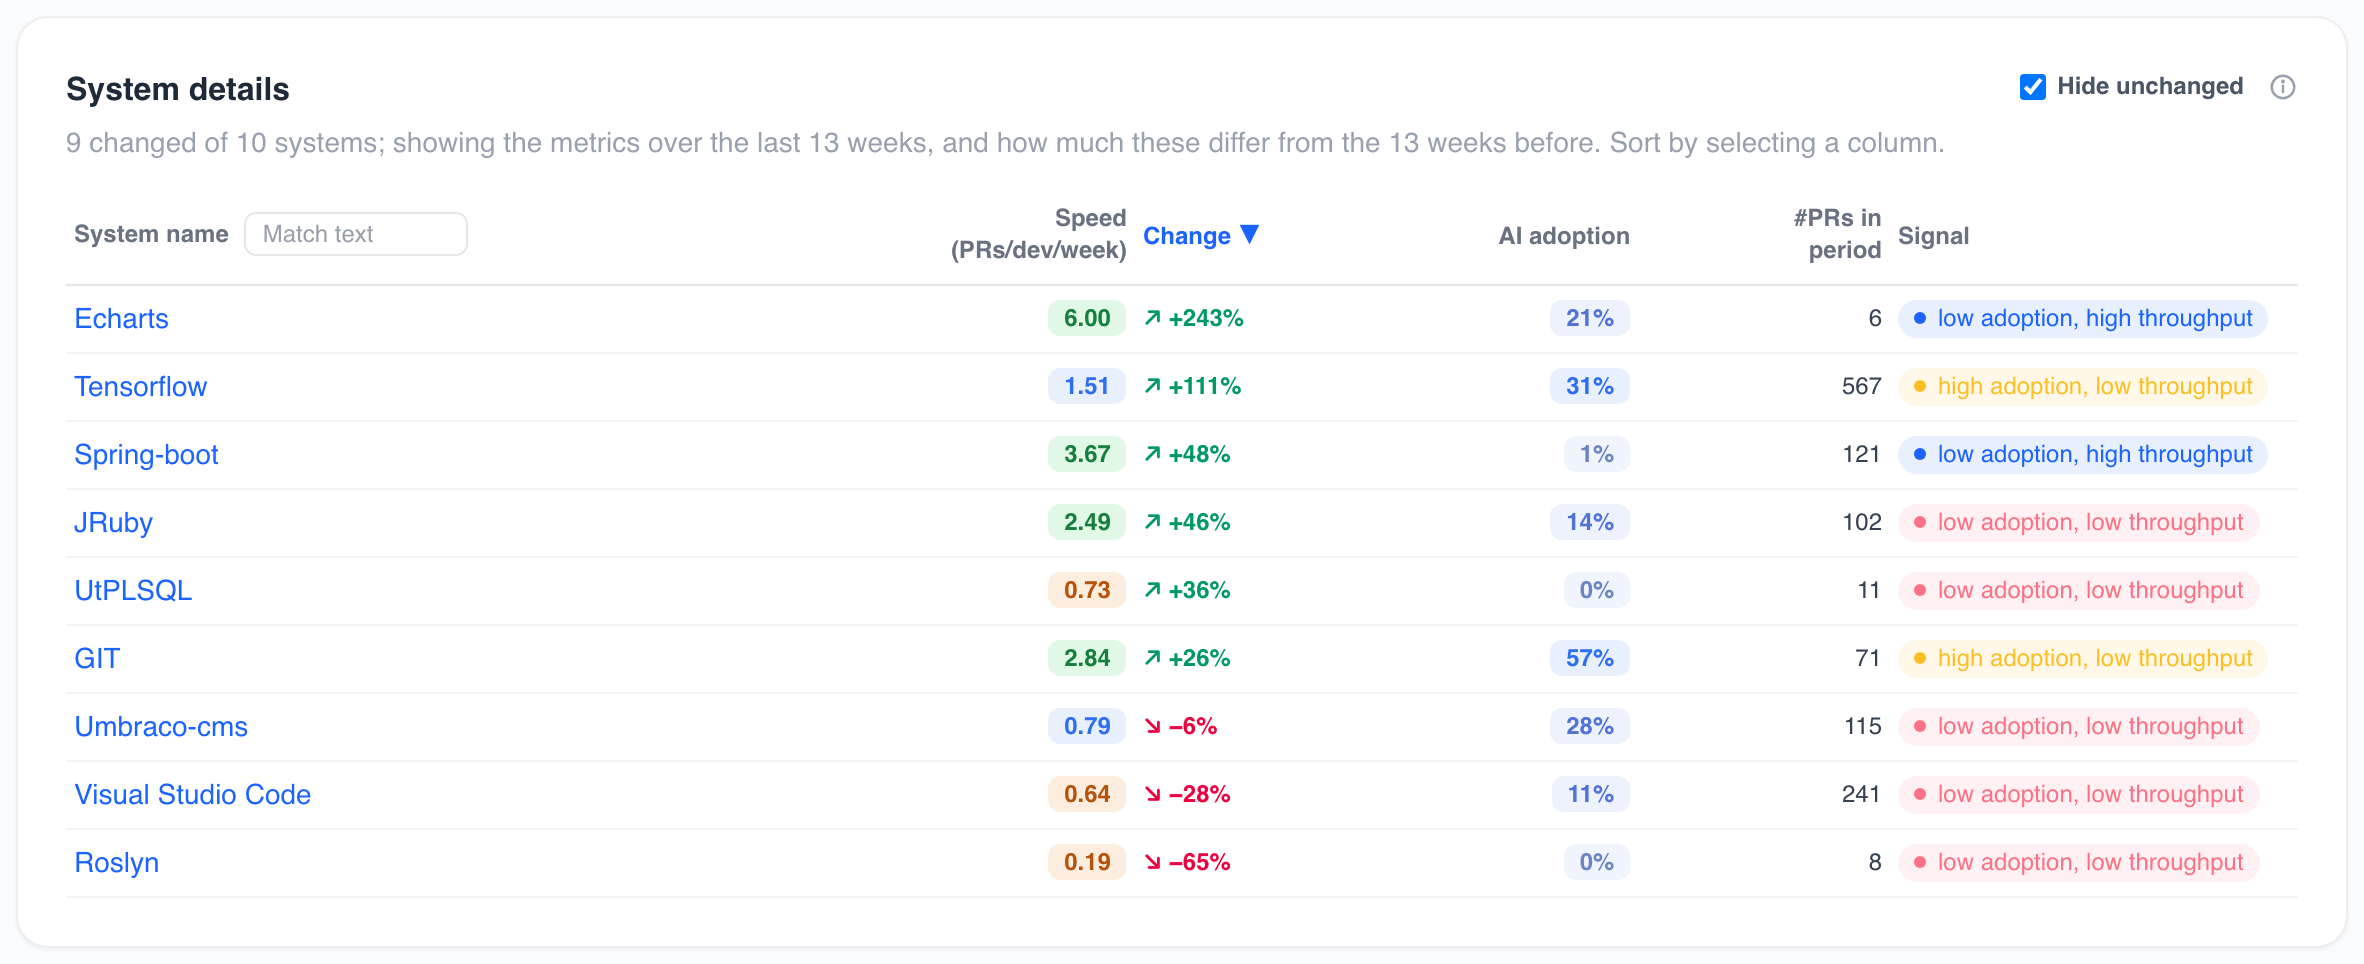 System details
Hide unchanged
9 changed of 10 systems; showing the metrics over the last 13 weeks, and how much these differ from the 13 weeks before. Sort by selecting a column.
System name Match text Speed (PRs/dev/week) Change ▼ AI adoption #PRs in period Signal
Echarts 6.00 ↗ +243% 21% 6 low adoption, high throughput
Tensorflow 1.51 ↗ +111% 31% 567 high adoption, low throughput
Spring-boot 3.67 ↗ +48% 1% 121 low adoption, high throughput
JRuby 2.49 ↗ +46% 14% 102 low adoption, low throughput
UtPLSQL 0.73 ↗ +36% 0% 11 low adoption, low throughput
GIT 2.84 ↗ +26% 57% 71 high adoption, low throughput
Umbraco-cms 0.79 ↘ –6% 28% 115 low adoption, low throughput
Visual Studio Code 0.64 ↘ –28% 11% 241 low adoption, low throughput
Roslyn 0.19 ↘ –65% 0% 8 low adoption, low throughput